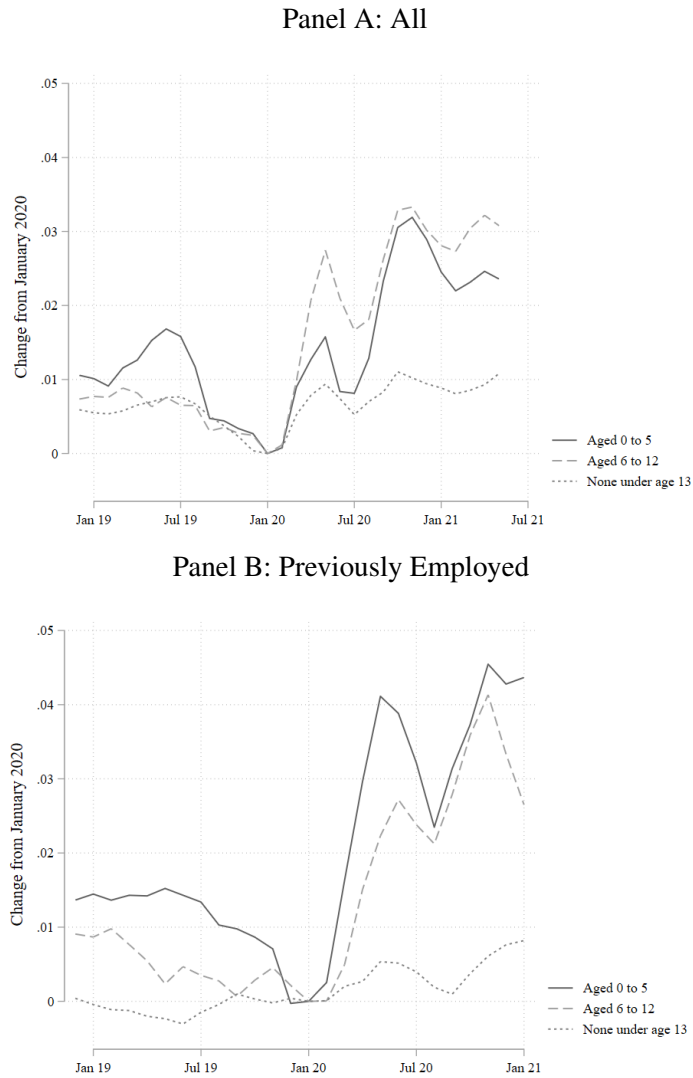 Panel A: All
Change from January 2020
.05
.04
.03
.02
.01
0
Jan 19
Jul 19
Jan 20
Jul 20
Jan 21
Jul 21
Aged 0 to 5
Aged 6 to 12
None under age 13
Panel B: Previously Employed
Change from January 2020
.05
.04
.03
.02
.01
0
Jan 19
Jul 19
Jan 20
Jul 20
Jan 21
Aged 0 to 5
Aged 6 to 12
None under age 13